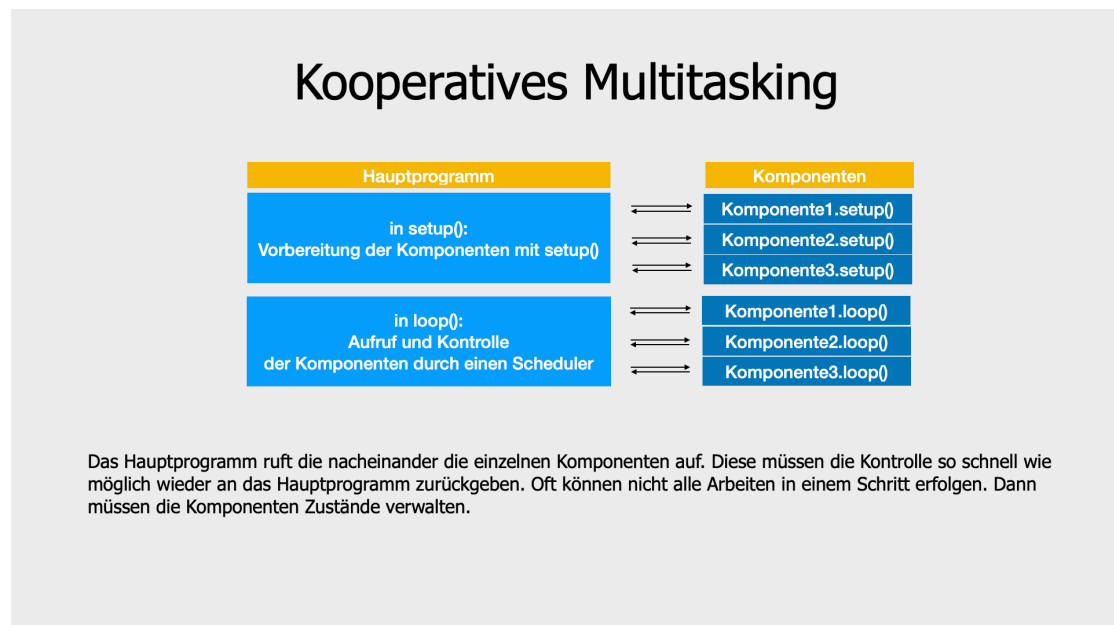 Kooperatives Multitasking
Hauptprogramm
Komponenten
in setup():
Vorbereitung der Komponenten mit setup()
Komponente1.setup()
Komponente2.setup()
Komponente3.setup()
in loop():
Aufruf und Kontrolle
der Komponenten durch einen Scheduler
Komponente1.loop()
Komponente2.loop()
Komponente3.loop()
Das Hauptprogramm ruft die nacheinander die einzelnen Komponenten auf. Diese müssen die Kontrolle so schnell wie
möglich wieder an das Hauptprogramm zurückgeben. Oft können nicht alle Arbeiten in einem Schritt erfolgen. Dann
müssen die Komponenten Zustände verwalten.